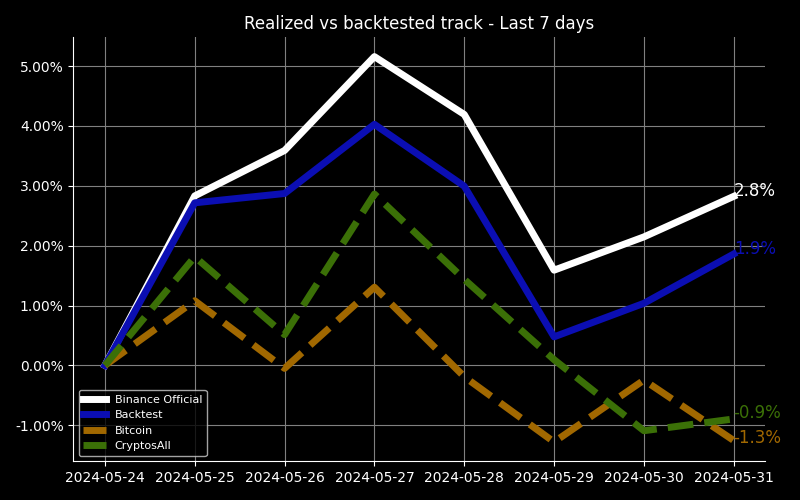 Realized vs backtested track - Last 7 days
5.00%
4.00%
3.00%
2.00%
1.00%
0.00%
-1.00%
2.8%
1.9%
-0.9%
-1.3%
Binance Official
Backtest
Bitcoin
CryptosAll
2024-05-24 2024-05-25 2024-05-26 2024-05-27 2024-05-28 2024-05-29 2024-05-30 2024-05-31